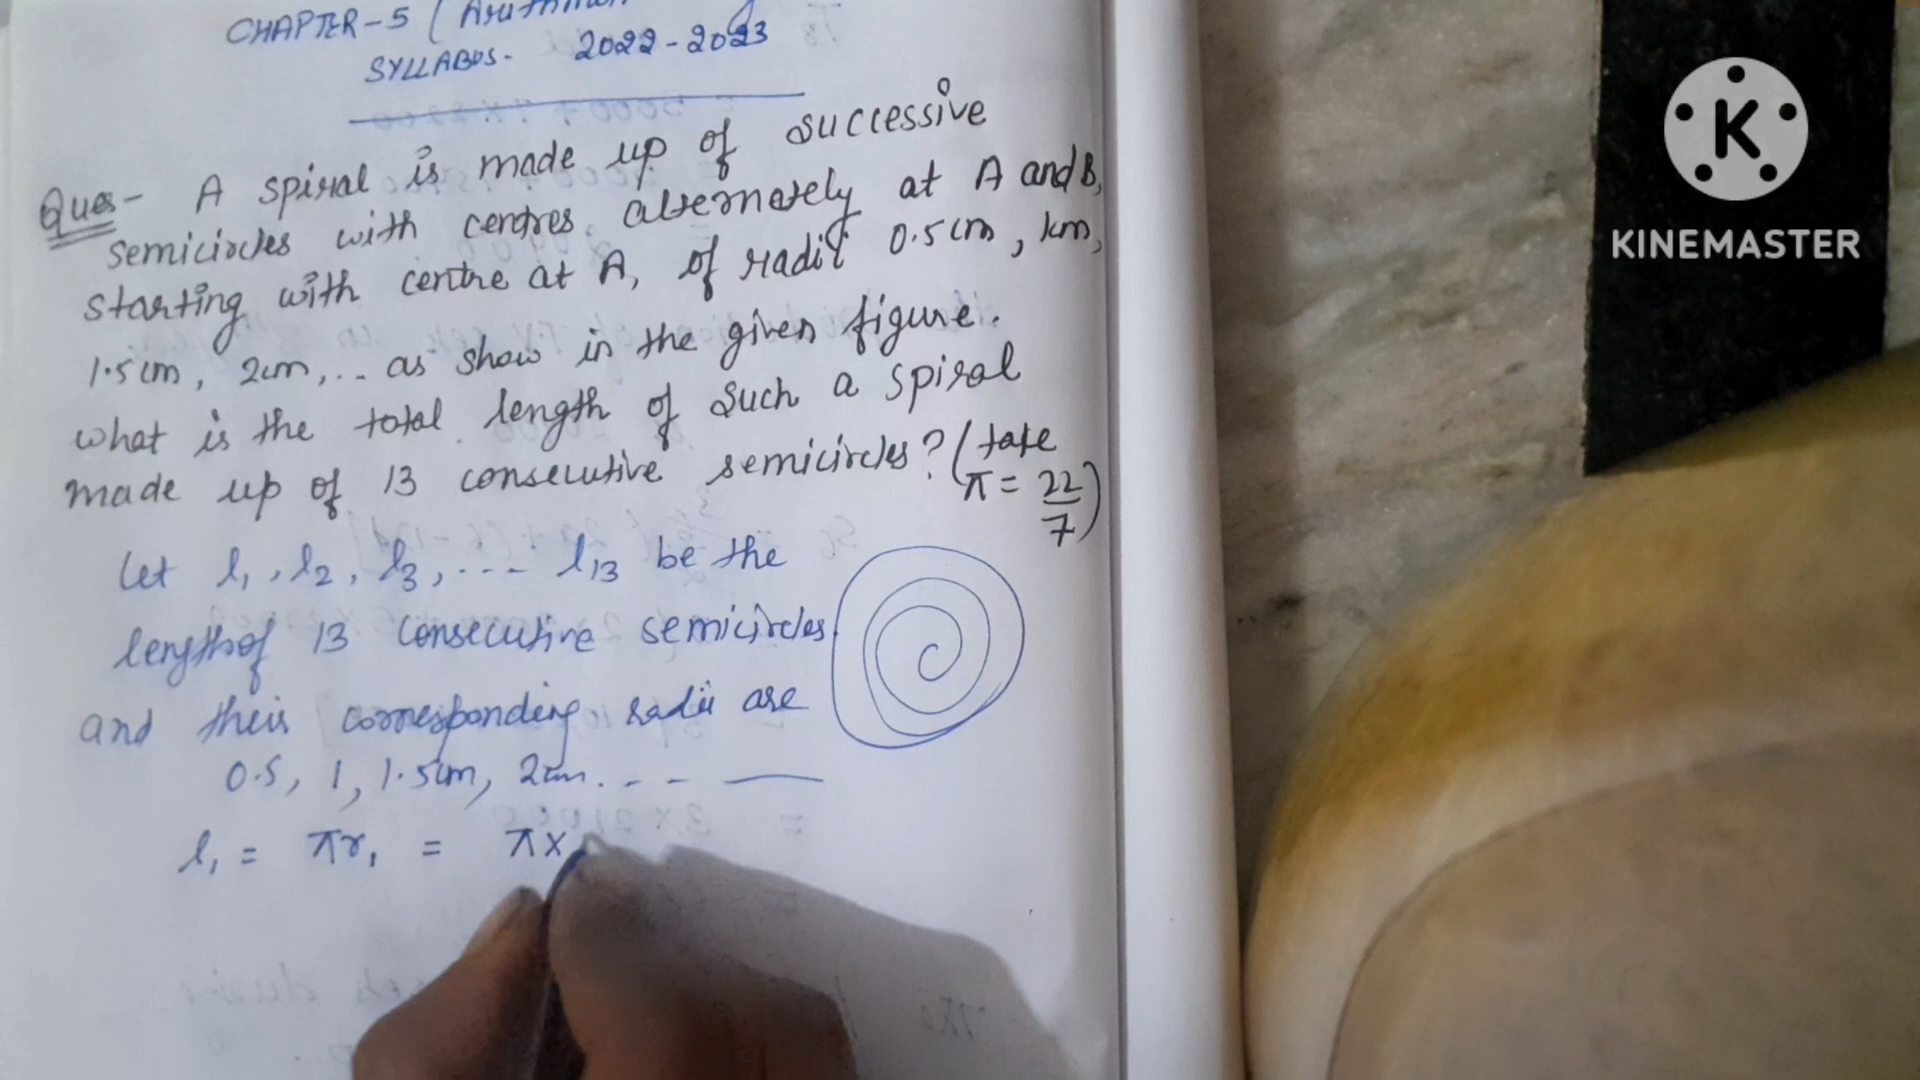 CHAPTER-5 (
SYLLABUS- 2022-2023
Ques- A spiral is made up of successive
semicircles with centres, alternately at A and B,
starting with centre at A, of radii 0.5cm, 1cm,
1.5cm, 2cm,... as show in the given figure.
what is the total length of such a spiral
made up of 13 consecutive semicircles? (take
π = 22/7)
Let l₁, l₂, l₃, ... l₁₃ be the
length of 13 consecutive semicircles
and their corresponding radii are
0.5, 1, 1.5cm, 2cm...
l₁ = πr₁ = πx
K
KINEMASTER